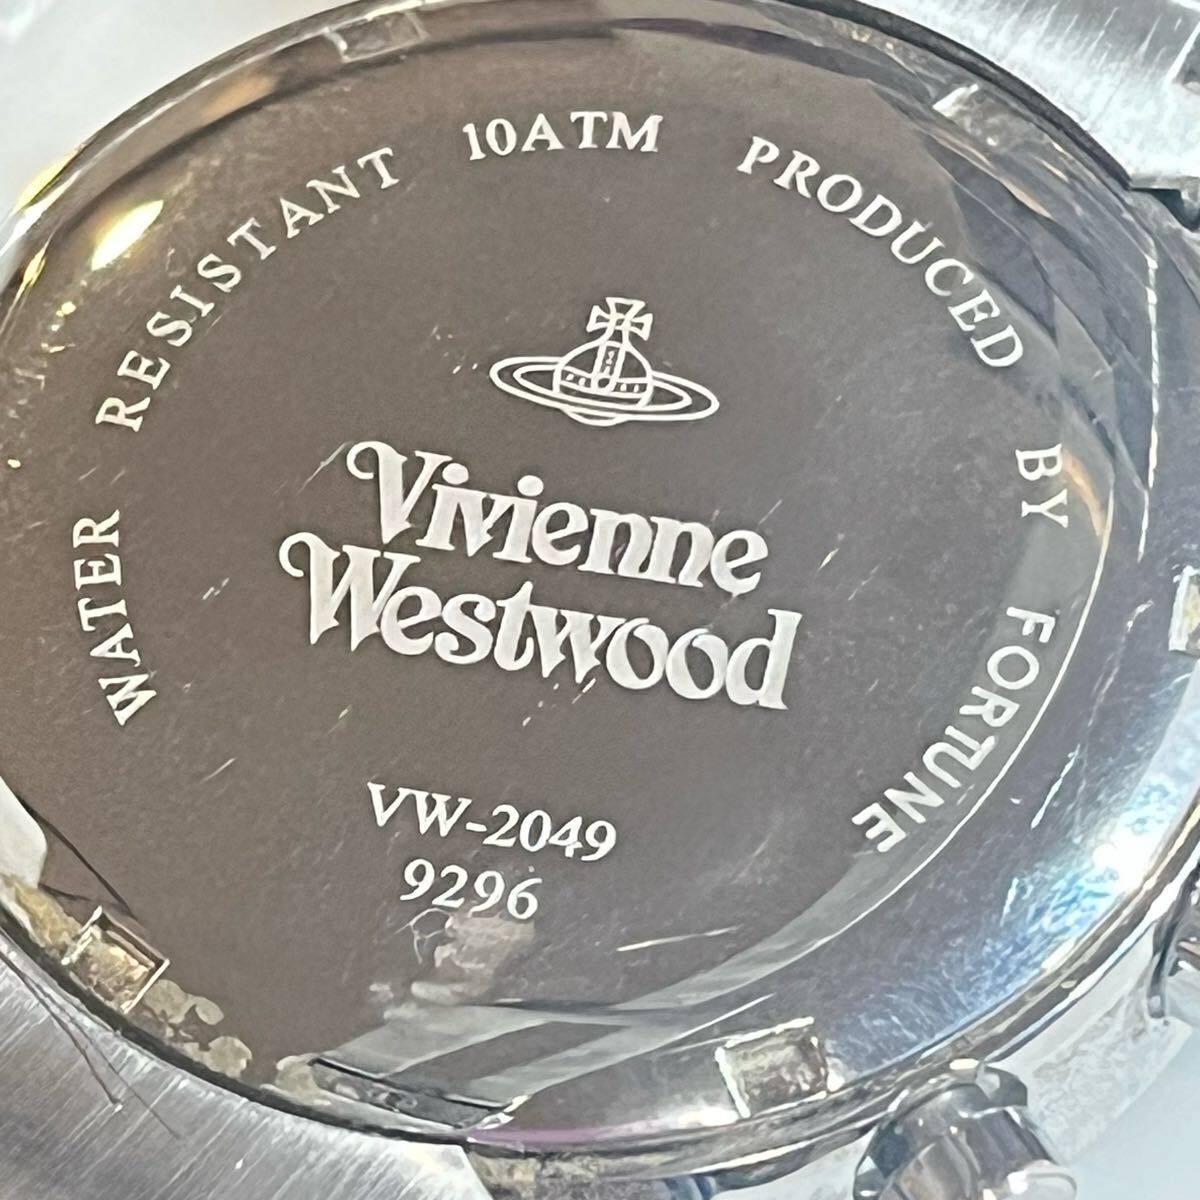 WATER RESISTANT 10ATM PRODUCED BY FORTUNE
Vivienne
Westwood
VW-2049
9296